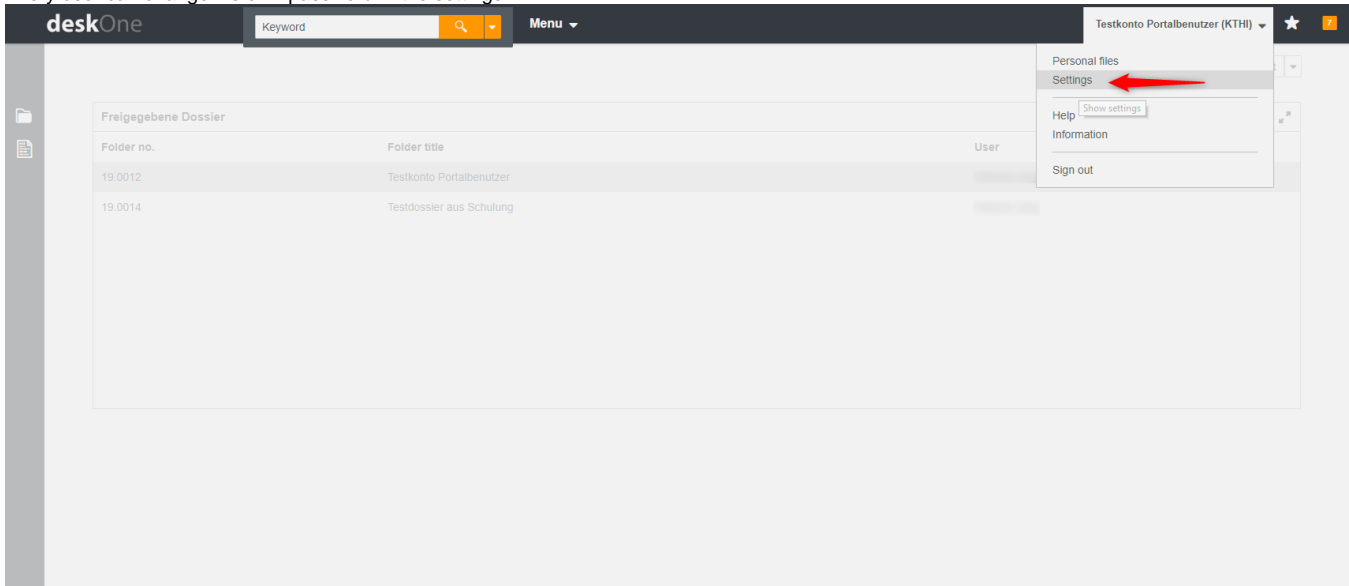 deskOne
Keyword
Menu
Testkonto Portalbenutzer (KTHI)
7
Personal files
Settings
Show settings
Help
Information
Sign out
Freigegebene Dossier
Folder no. Folder title User
19.0012 Testkonto Portalbenutzer
19.0014 Testdossier aus Schulung